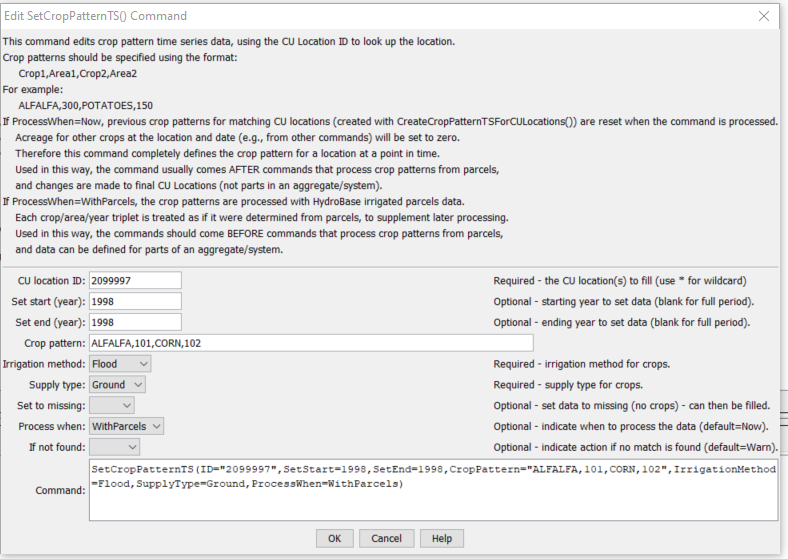 Edit SetCropPatternTS() Command
This command edits crop pattern time series data, using the CU Location ID to look up the location.
Crop patterns should be specified using the format:
Crop1,Area1,Crop2,Area2
For example:
ALFALFA,300,POTATOES,150
If ProcessWhen=Now, previous crop patterns for matching CU locations (created with CreateCropPatternTSForCULocations()) are reset when the command is processed.
Acreage for other crops at the location and date (e.g., from other commands) will be set to zero.
Therefore this command completely defines the crop pattern for a location at a point in time.
Used in this way, the command usually comes AFTER commands that process crop patterns from parcels,
and changes are made to final CU Locations (not parts in an aggregate/system).
If ProcessWhen=WithParcels, the crop patterns are processed with HydroBase irrigated parcels data.
Each crop/area/year triplet is treated as if it were determined from parcels, to supplement later processing.
Used in this way, the commands should come BEFORE commands that process crop patterns from parcels,
and data can be defined for parts of an aggregate/system.
CU location ID: 2099997 Required - the CU location(s) to fill (use * for wildcard)
Set start (year): 1998 Optional - starting year to set data (blank for full period).
Set end (year): 1998 Optional - ending year to set data (blank for full period).
Crop pattern: ALFALFA,101,CORN,102
Irrigation method: Flood Required - irrigation method for crops.
Supply type: Ground Required - supply type for crops.
Set to missing: Optional - set data to missing (no crops) - can then be filled.
Process when: WithParcels Optional - indicate when to process the data (default=Now).
If not found: Optional - indicate action if no match is found (default=Warn).
SetCropPatternTS(ID="2099997",SetStart=1998,SetEnd=1998,CropPattern="ALFALFA,101,CORN,102",IrrigationMethod
Command: =Flood,SupplyType=Ground,ProcessWhen=WithParcels)
OK Cancel Help